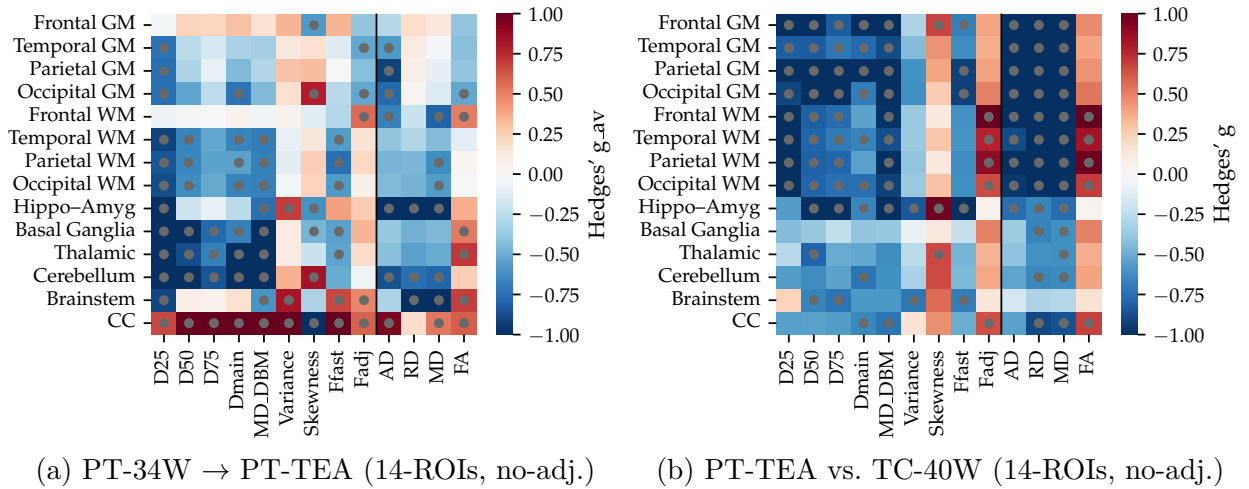 Frontal GM
Temporal GM
Parietal GM
Occipital GM
Frontal WM
Temporal WM
Parietal WM
Occipital WM
Hippo–Amyg
Basal Ganglia
Thalamic
Cerebellum
Brainstem
CC
D25
D50
D75
Dmain
MD_DBM
Variance
Skewness
Ffast
Fadj
AD
RD
MD
FA
1.00
0.75
0.50
0.25
0.00
−0.25
−0.50
−0.75
−1.00
Hedges' g_av
(a) PT-34W → PT-TEA (14-ROIs, no-adj.)
Frontal GM
Temporal GM
Parietal GM
Occipital GM
Frontal WM
Temporal WM
Parietal WM
Occipital WM
Hippo–Amyg
Basal Ganglia
Thalamic
Cerebellum
Brainstem
CC
D25
D50
D75
Dmain
MD_DBM
Variance
Skewness
Ffast
Fadj
AD
RD
MD
FA
1.00
0.75
0.50
0.25
0.00
−0.25
−0.50
−0.75
−1.00
Hedges' g
(b) PT-TEA vs. TC-40W (14-ROIs, no-adj.)